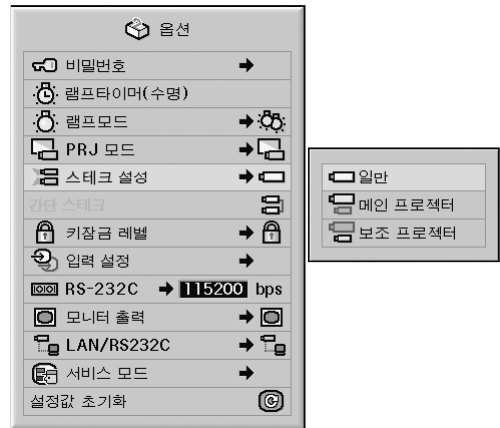 옵션
비밀번호
램프타이머(수명)
램프모드
PRJ 모드
스테크 설정
간단 스테크
키잠금 레벨
입력 설정
RS-232C 115200 bps
모니터 출력
LAN/RS232C
서비스 모드
설정값 초기화
일반
메인 프로젝터
보조 프로젝터